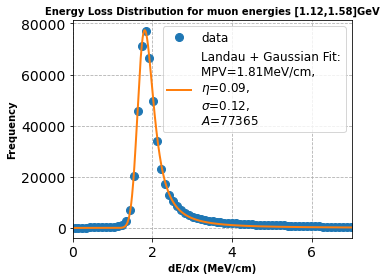 Energy Loss Distribution for muon energies [1.12,1.58]GeV
80000
60000
40000
20000
0
Frequency
data
Landau + Gaussian Fit:
MPV=1.81MeV/cm,
η=0.09,
σ=0.12,
A=77365
0 2 4 6
dE/dx (MeV/cm)